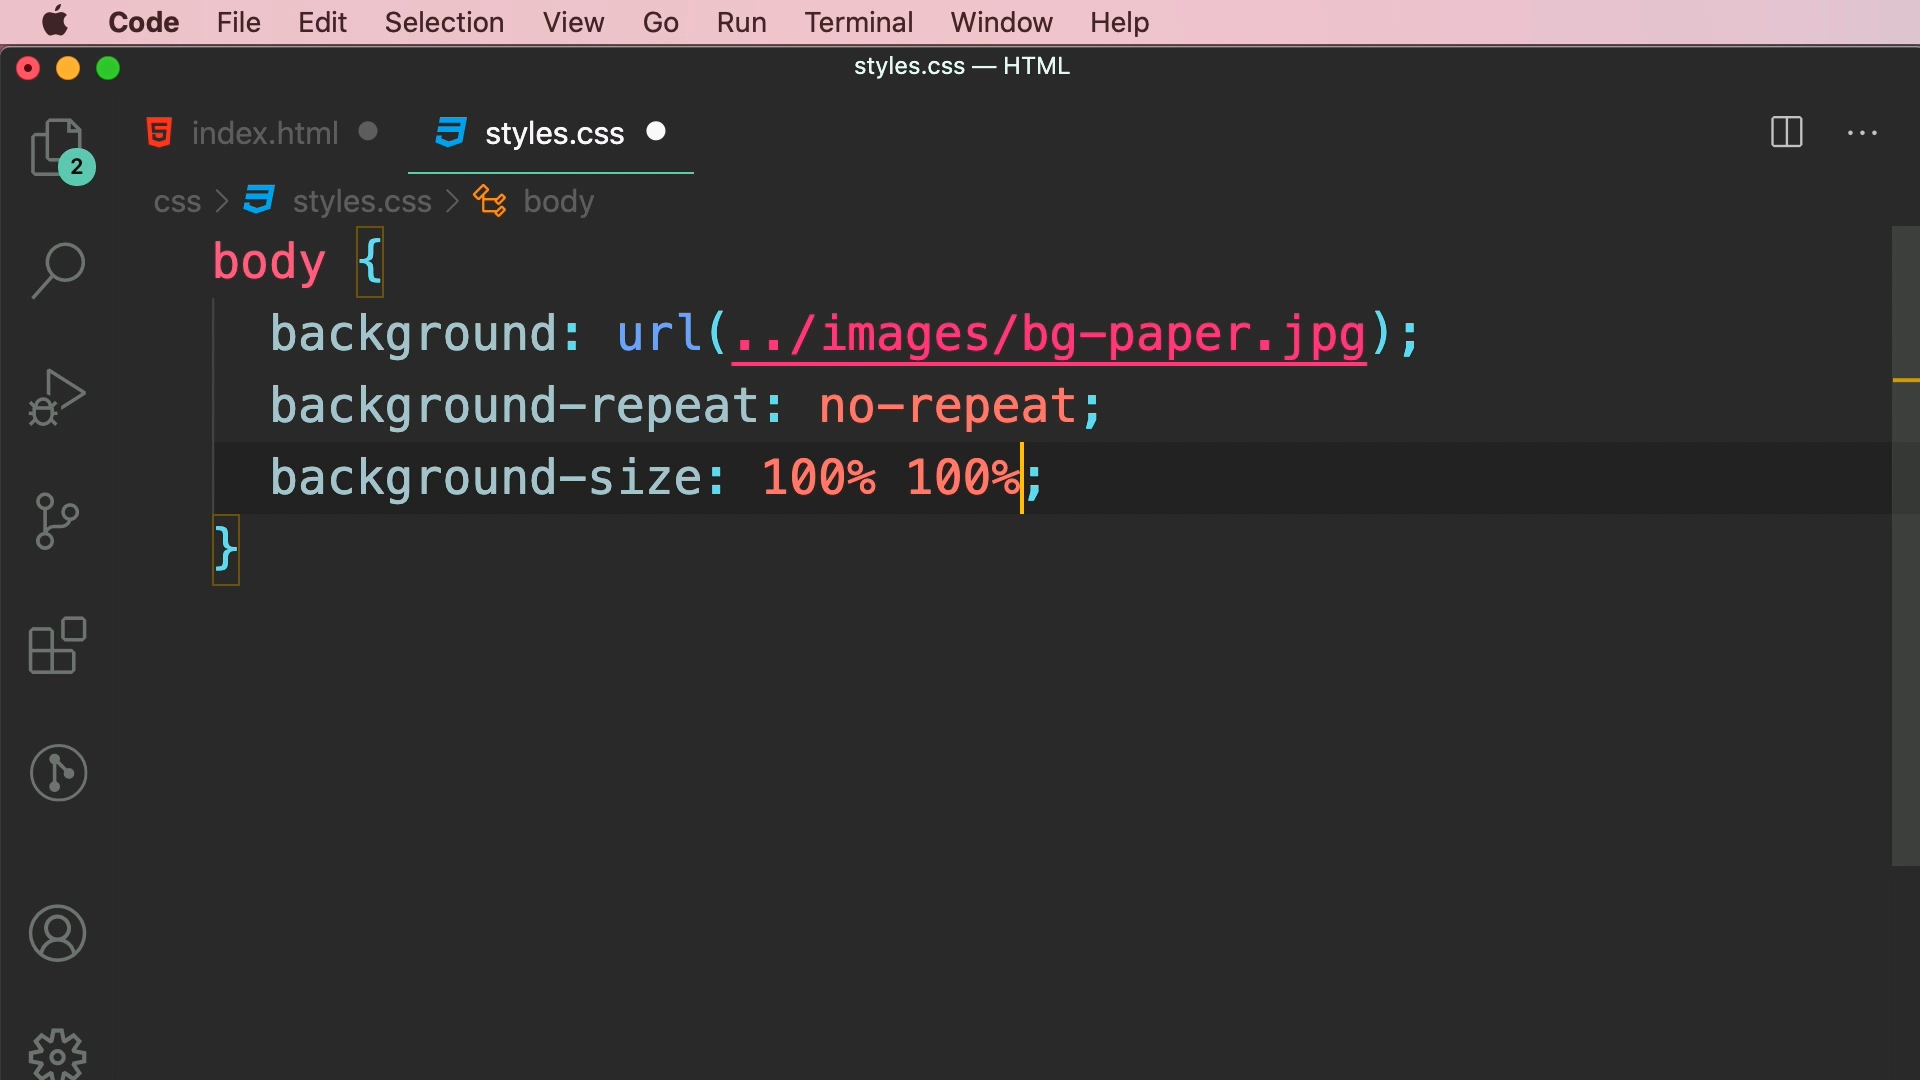 Code File Edit Selection View Go Run Terminal Window Help
styles.css — HTML
index.html styles.css
2
css > styles.css > body
body {
background: url(../images/bg-paper.jpg);
background-repeat: no-repeat;
background-size: 100% 100%;
}